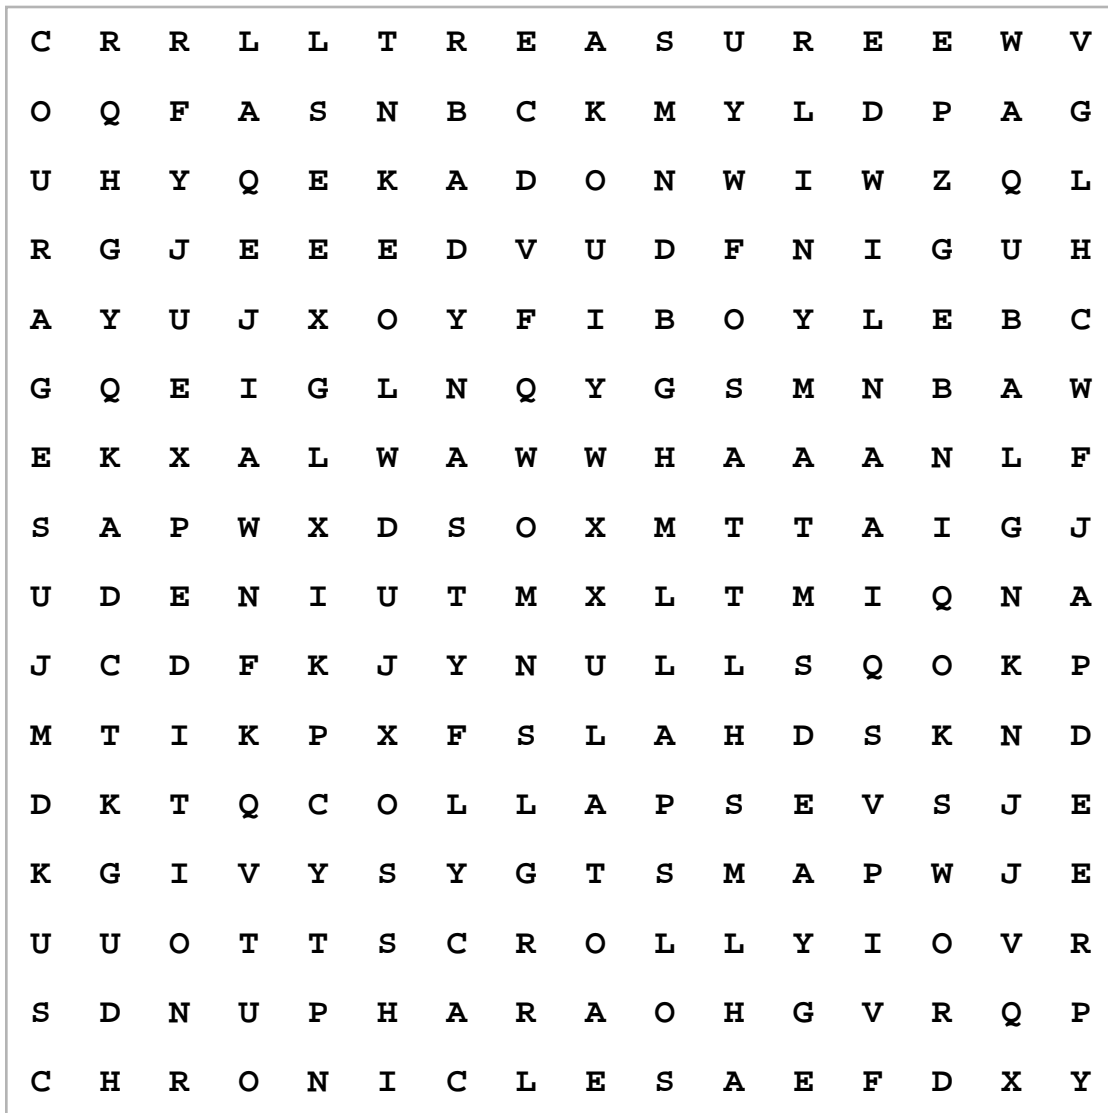 C R R L L T R E A S U R E E W V
O Q F A S N B C K M Y L D P A G
U H Y Q E K A D O N W I W Z Q L
R G J E E E D V U D F N I G U H
A Y U J X O Y F I B O Y L E B C
G Q E I G L N Q Y G S M N B A W
E K X A L W A W W H A A A N L F
S A P W X D S O X M T T A I G J
U D E N I U T M X L T M I Q N A
J C D F K J Y N U L L S Q O K P
M T I K P X F S L A H D S K N D
D K T Q C O L L A P S E V S J E
K G I V Y S Y G T S M A P W J E
U U O T T S C R O L L Y I O V R
S D N U P H A R A O H G V R Q P
C H R O N I C L E S A E F D X Y